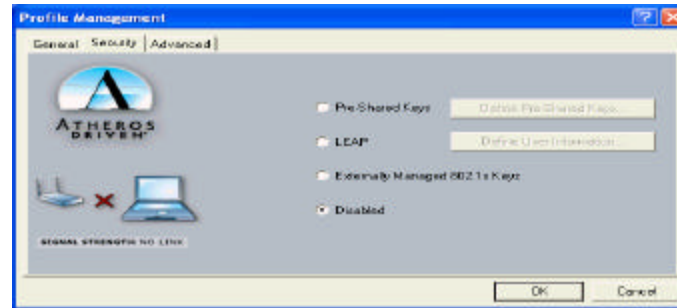 Profile Management
General Security Advanced
ATHEROS
DRIVEN
Pre-Shared Keys Define Pre-Shared Keys...
LEAP Define User Information...
Externally Managed 802.1x Keys
Disabled
SIGNAL STRENGTH: NO LINK
OK Cancel